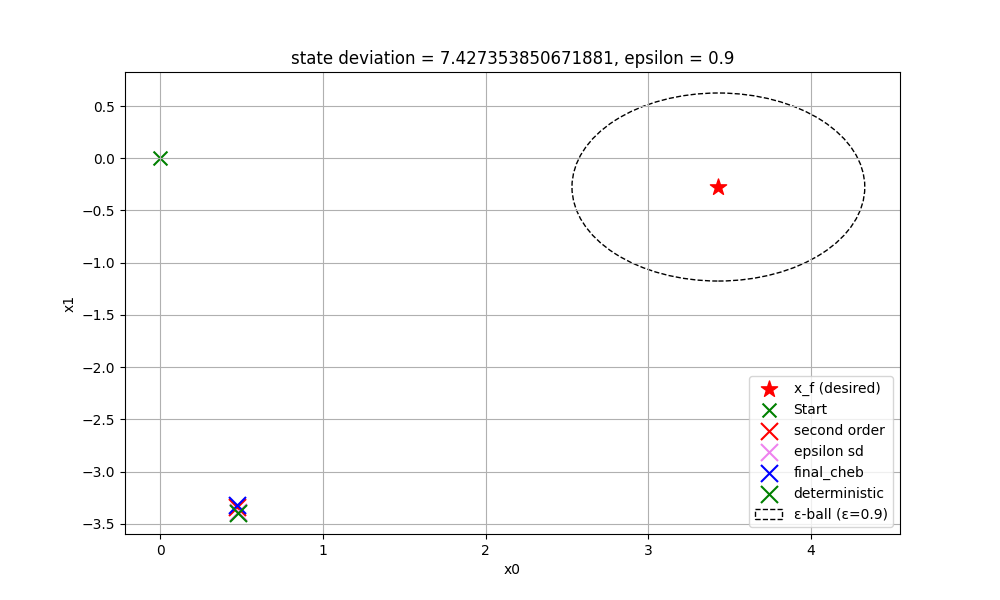 state deviation = 7.427353850671881, epsilon = 0.9
x1
0.5
0.0
−0.5
−1.0
−1.5
−2.0
−2.5
−3.0
−3.5
x_f (desired)
Start
second order
epsilon sd
final_cheb
deterministic
ε-ball (ε=0.9)
0 1 2 3 4
x0